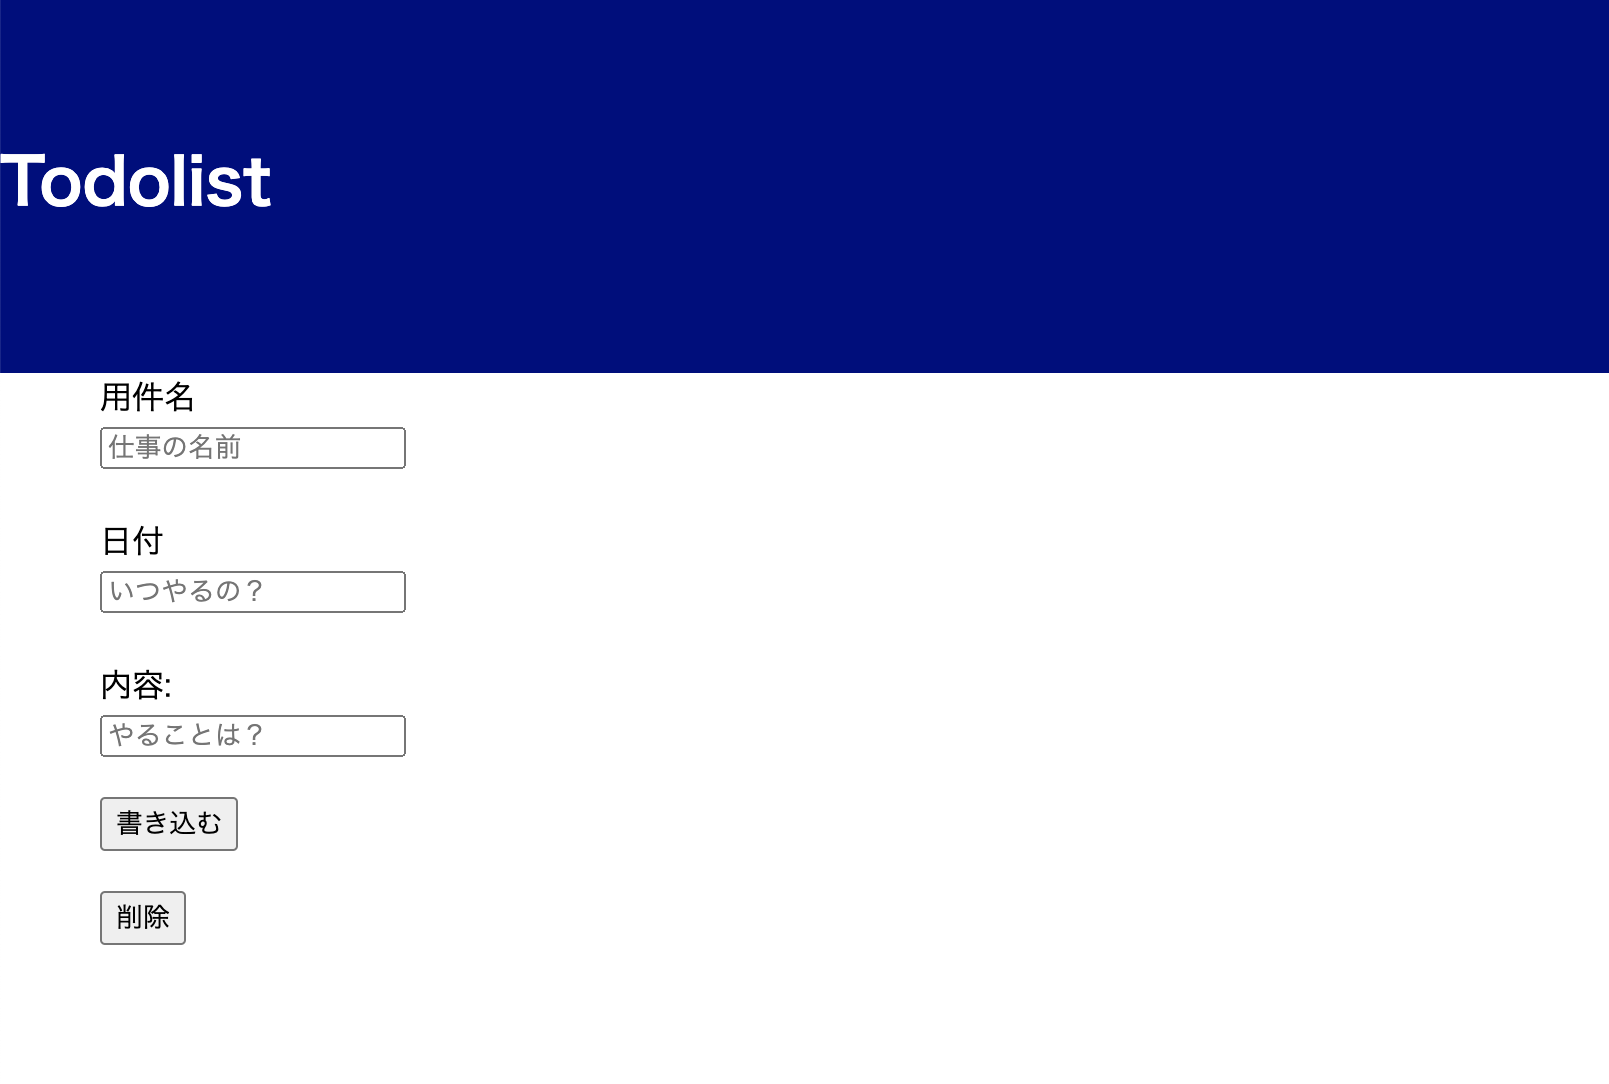 Todolist
用件名
仕事の名前
日付
いつやるの？
内容:
やることは？
書き込む
削除